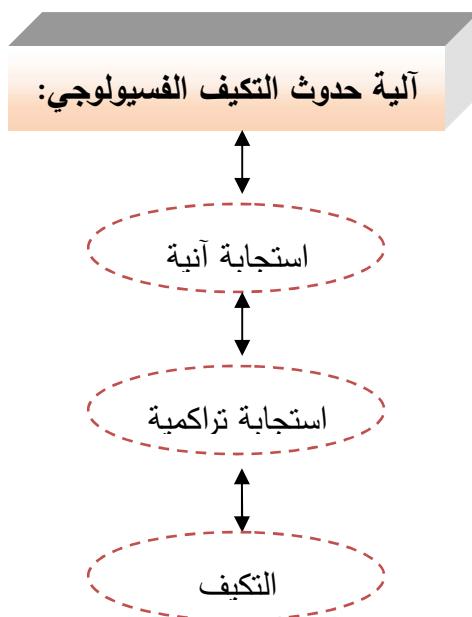 آلية حدوث التكيف الفسيولوجي:
استجابة آنية
استجابة تراكمية
التكيف